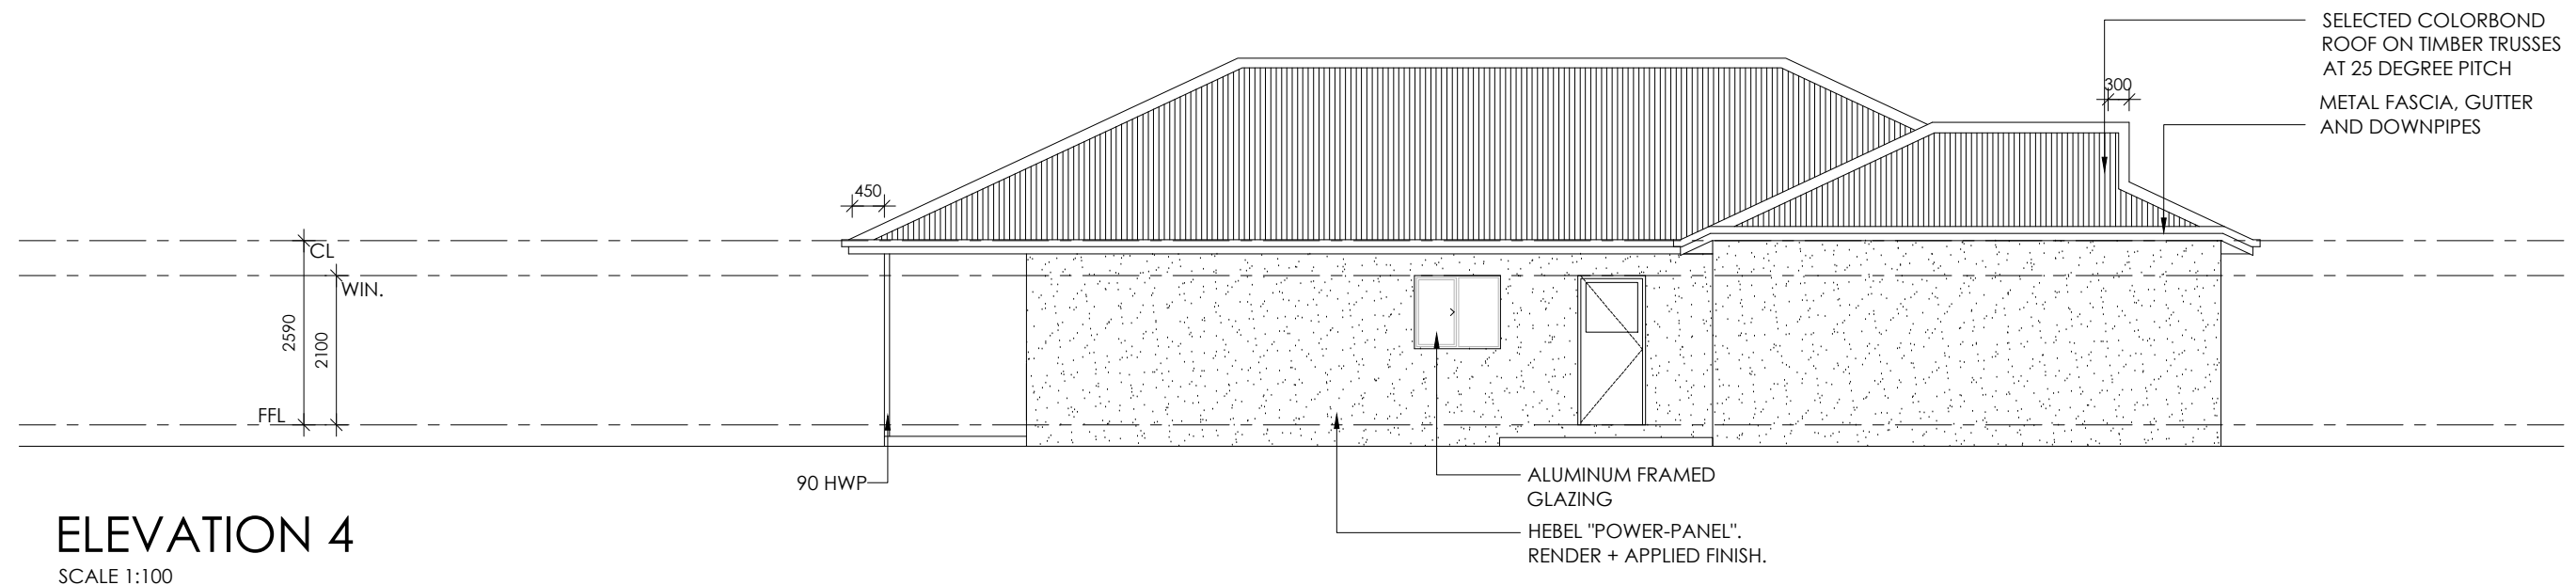 SELECTED COLORBOND
ROOF ON TIMBER TRUSSES
AT 25 DEGREE PITCH
300
METAL FASCIA, GUTTER
AND DOWNPIPES
450
CL
WIN.
2590
2100
FFL
90 HWP
ALUMINUM FRAMED
GLAZING
HEBEL "POWER-PANEL".
RENDER + APPLIED FINISH.
ELEVATION 4
SCALE 1:100